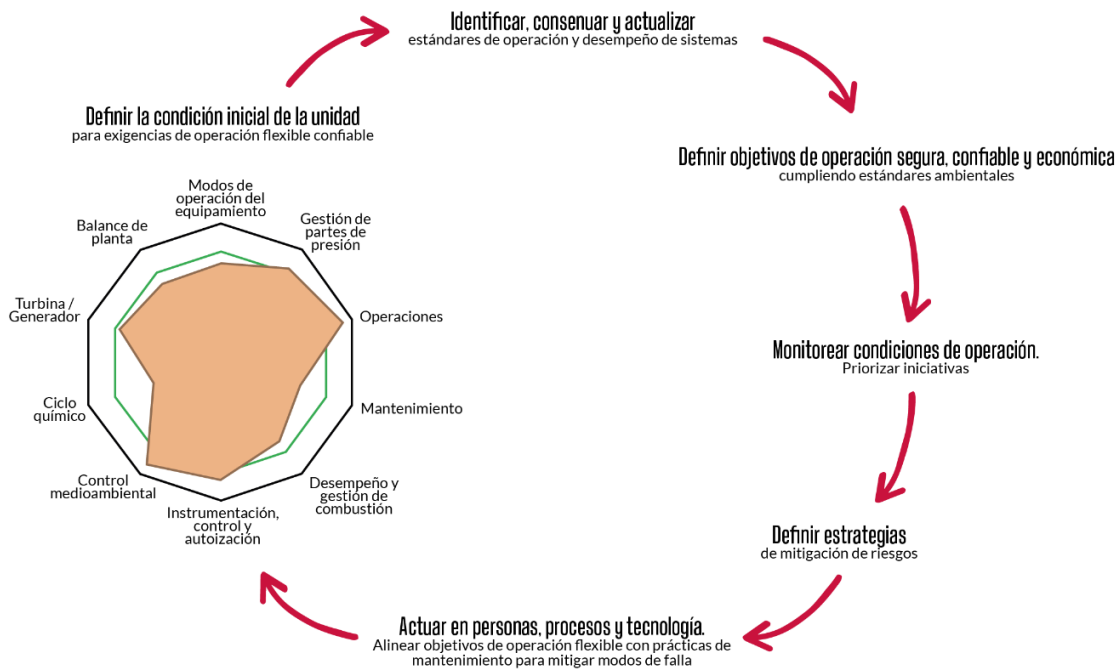 Identificar, consenuar y actualizar
estándares de operación y desempeño de sistemas
Definir la condición inicial de la unidad
para exigencias de operación flexible confiable
Definir objetivos de operación segura, confiable y económica
cumpliendo estándares ambientales
Modos de
operación del
equipamiento
Balance de
planta
Gestión de
partes de
presión
Turbina /
Generador
Operaciones
Monitorear condiciones de operación.
Priorizar iniciativas
Ciclo
químico
Mantenimiento
Control
medioambiental
Desempeño y
gestión de
combustión
Instrumentación,
control y
autoización
Definir estrategias
de mitigación de riesgos
Actuar en personas, procesos y tecnología.
Alinear objetivos de operación flexible con prácticas de
mantenimiento para mitigar modos de falla